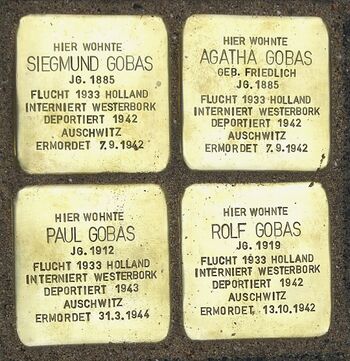 HIER WOHNTE
SIEGMUND GOBAS
JG. 1885
FLUCHT 1933 HOLLAND
INTERNIERT WESTERBORK
DEPORTIERT 1942
AUSCHWITZ
ERMORDET 7.9.1942
HIER WOHNTE
AGATHA GOBAS
GEB. FRIEDLICH
JG. 1885
FLUCHT 1933 HOLLAND
INTERNIERT WESTERBORK
DEPORTIERT 1942
AUSCHWITZ
ERMORDET 7.9.1942
HIER WOHNTE
PAUL GOBAS
JG. 1912
FLUCHT 1933 HOLLAND
INTERNIERT WESTERBORK
DEPORTIERT 1943
AUSCHWITZ
ERMORDET 31.3.1944
HIER WOHNTE
ROLF GOBAS
JG. 1919
FLUCHT 1933 HOLLAND
INTERNIERT WESTERBORK
DEPORTIERT 1942
AUSCHWITZ
ERMORDET 13.10.1942